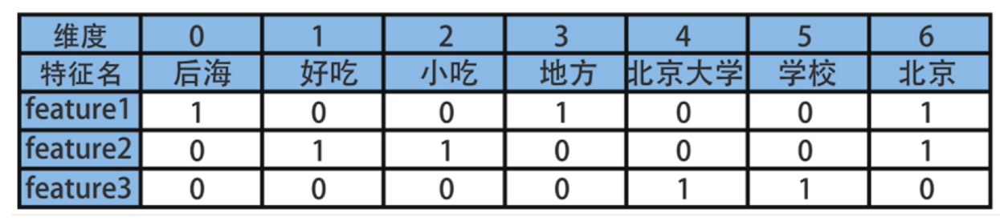 维度 0 1 2 3 4 5 6
特征名 后海 好吃 小吃 地方 北京大学 学校 北京
feature1 1 0 0 1 0 0 1
feature2 0 1 1 0 0 0 1
feature3 0 0 0 0 1 1 0